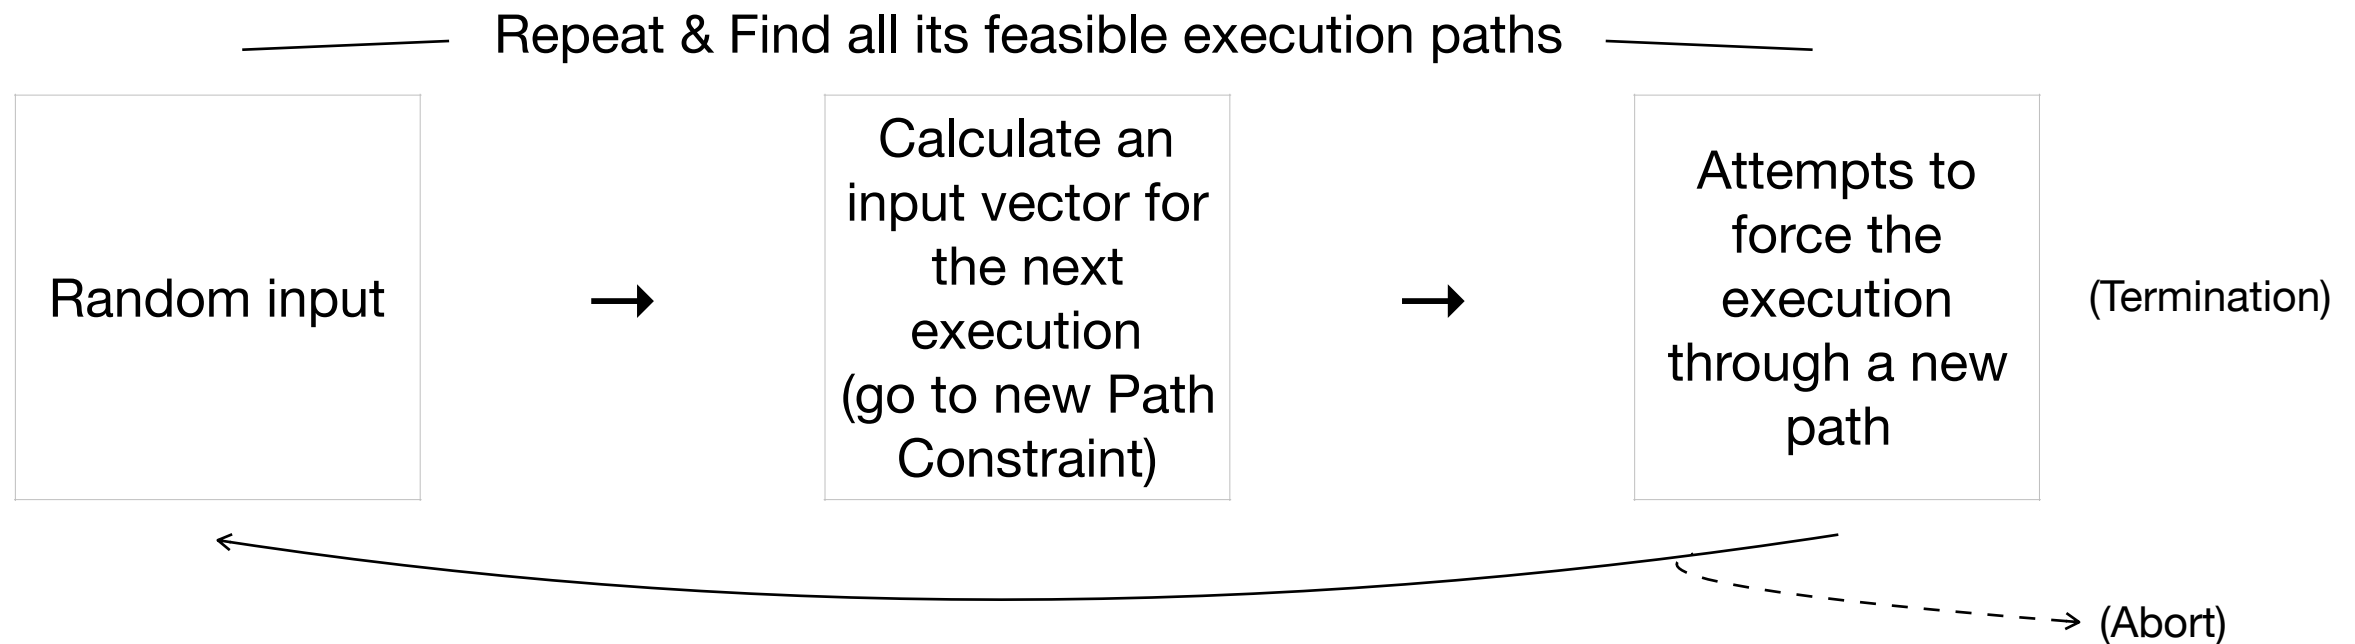 Repeat & Find all its feasible execution paths
Random input
→
Calculate an
input vector for
the next
execution
(go to new Path
Constraint)
→
Attempts to
force the
execution
through a new
path
(Termination)
(Abort)